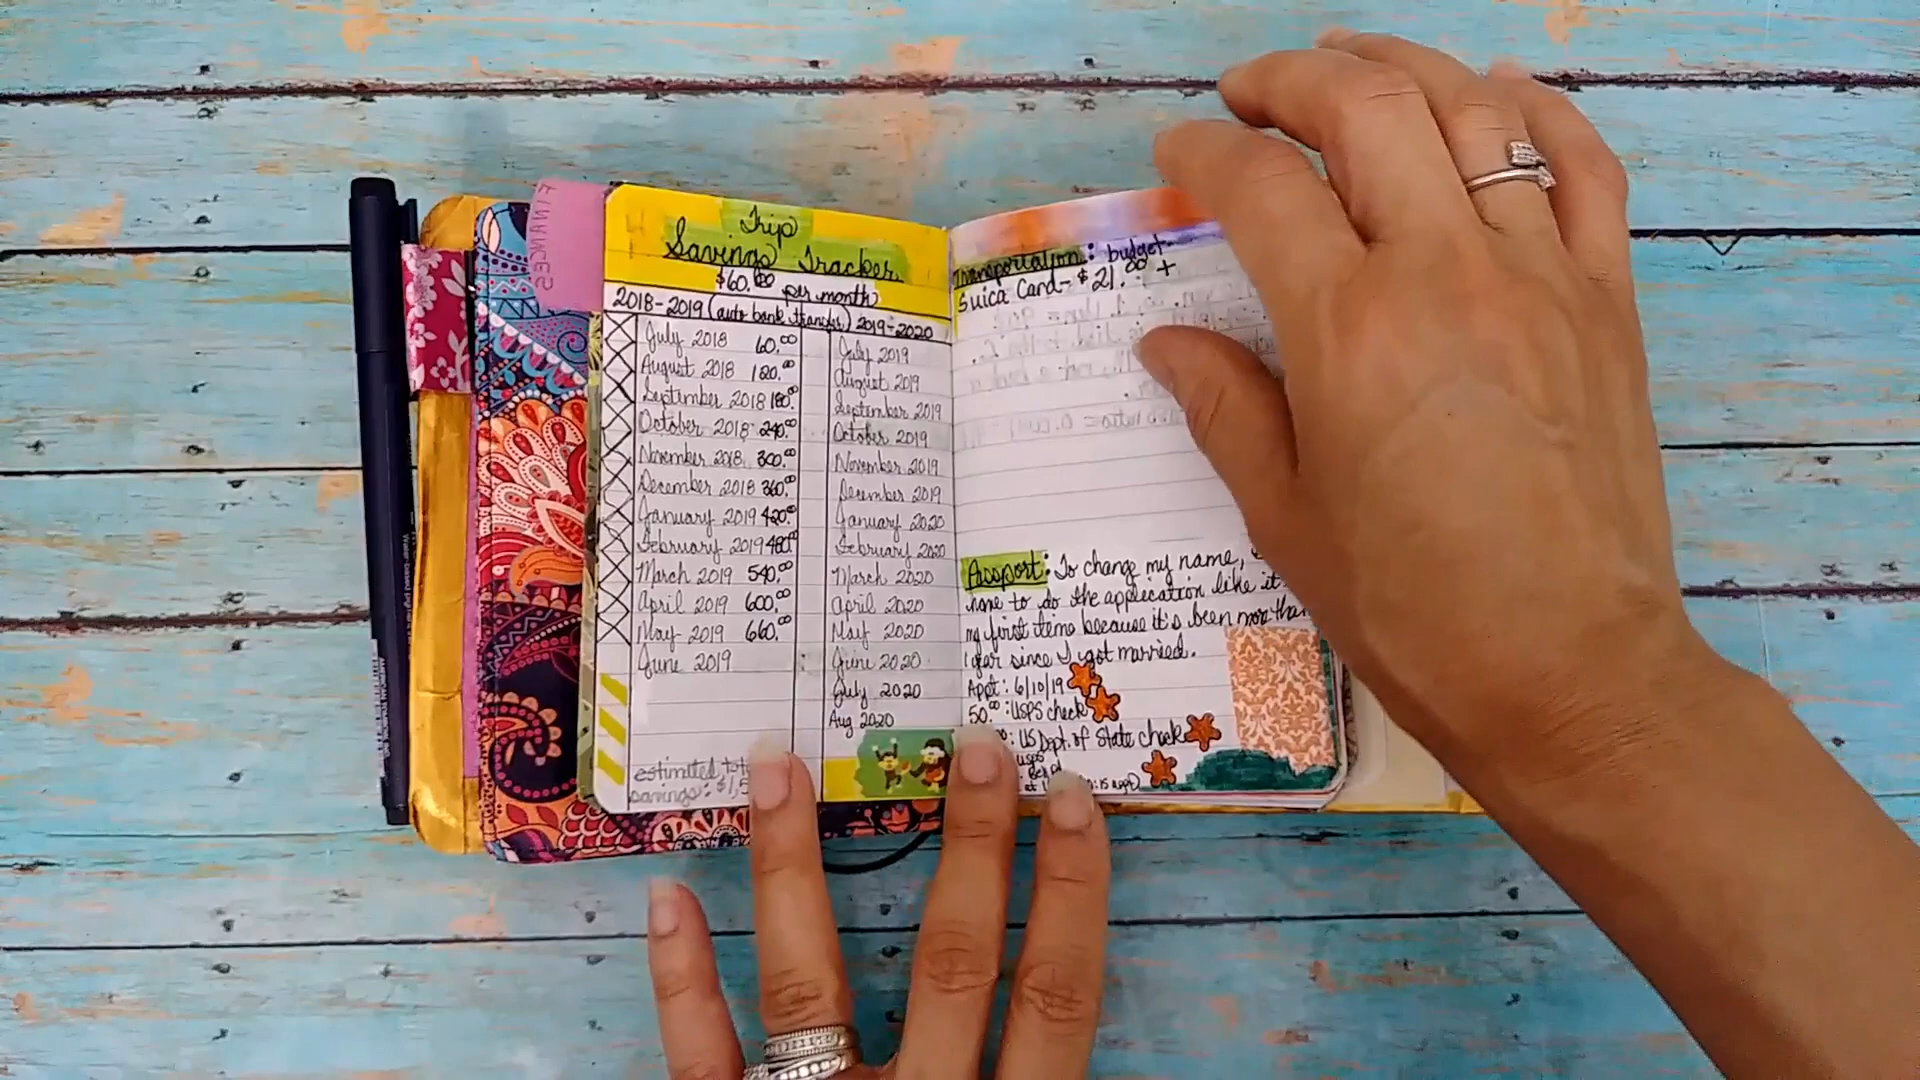 FINANCES
Trip
Savings Tracker
$60.00 per month
2018-2019 (auto bank transfer) 2019-2020
July 2018 60.00
August 2018 120.00
September 2018 180.00
October 2018 240.00
November 2018 300.00
December 2018 360.00
January 2019 420.00
February 2019 480.00
March 2019 540.00
April 2019 600.00
May 2019 660.00
June 2019
estimated
savings: $1,5
July 2019
August 2019
September 2019
October 2019
November 2019
December 2019
January 2020
February 2020
March 2020
April 2020
May 2020
June 2020
July 2020
Aug 2020
Transportation: budget
Suica Card- $21.00 +
Passport: To change my name,
have to do the application like it
my first time because it's been more than
1 year since I got married.
Appt: 6/10/19
50.00: USPS check
: US Dept. of State check
USPS
at